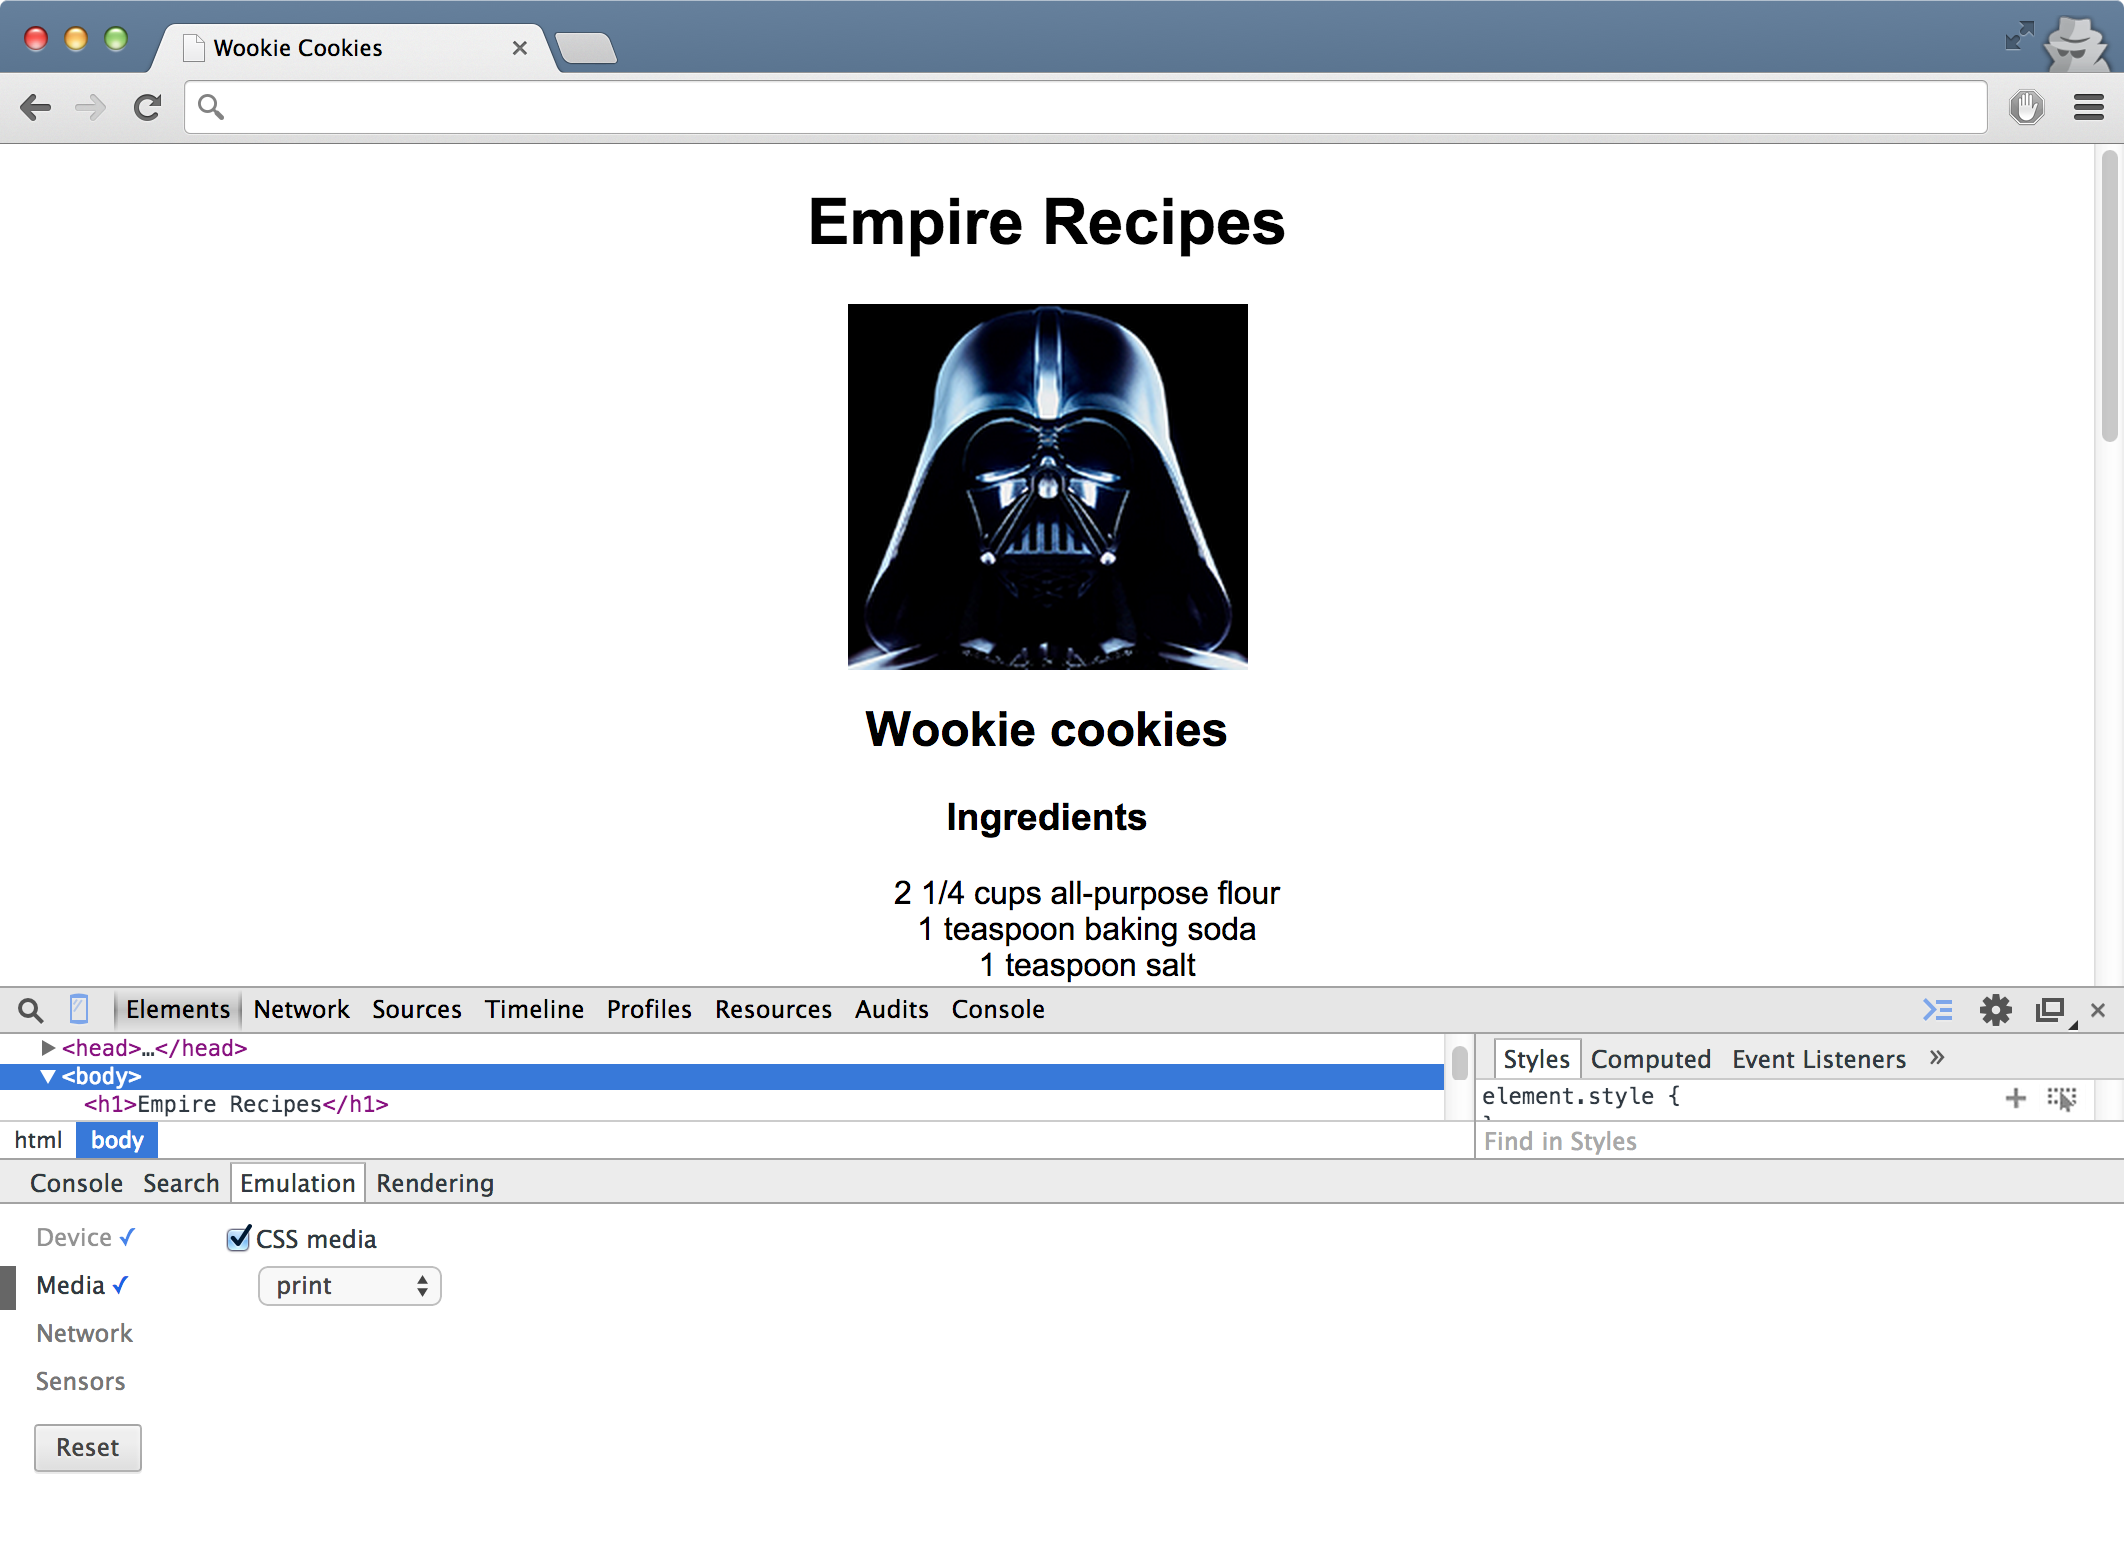 Wookie Cookies
Empire Recipes
Wookie cookies
Ingredients
2 1/4 cups all-purpose flour
1 teaspoon baking soda
1 teaspoon salt
Elements Network Sources Timeline Profiles Resources Audits Console
<head>…</head>
<body>
<h1>Empire Recipes</h1>
html body
Styles Computed Event Listeners »
element.style {
Find in Styles
Console Search Emulation Rendering
Device ✓
Media ✓
Network
Sensors
Reset
CSS media
print